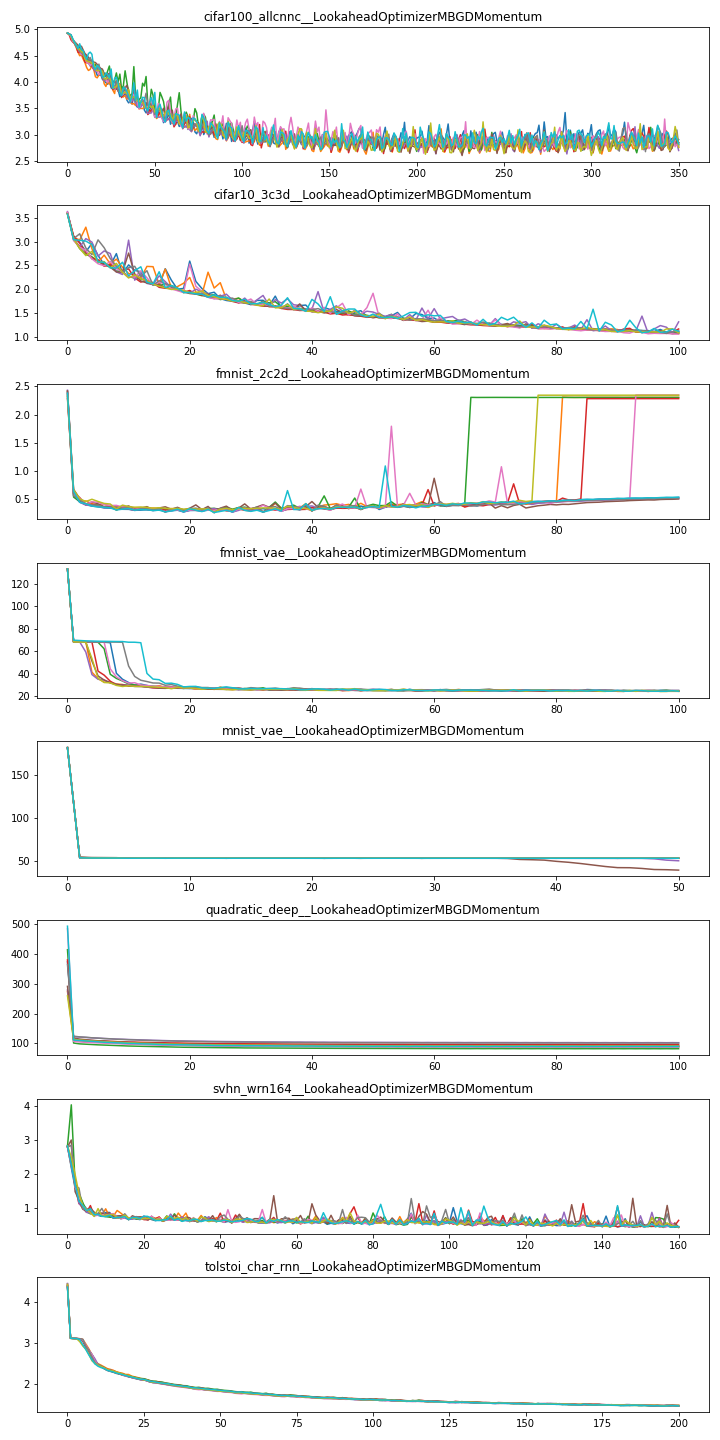 cifar100_allcnnc__LookaheadOptimizerMBGDMomentum
5.0
4.5
4.0
3.5
3.0
2.5
0 50 100 150 200 250 300 350
cifar10_3c3d__LookaheadOptimizerMBGDMomentum
3.5
3.0
2.5
2.0
1.5
1.0
0 20 40 60 80 100
fmnist_2c2d__LookaheadOptimizerMBGDMomentum
2.5
2.0
1.5
1.0
0.5
0 20 40 60 80 100
fmnist_vae__LookaheadOptimizerMBGDMomentum
120
100
80
60
40
20
0 20 40 60 80 100
mnist_vae__LookaheadOptimizerMBGDMomentum
150
100
50
0 10 20 30 40 50
quadratic_deep__LookaheadOptimizerMBGDMomentum
500
400
300
200
100
0 20 40 60 80 100
svhn_wrn164__LookaheadOptimizerMBGDMomentum
4
3
2
1
0 20 40 60 80 100 120 140 160
tolstoi_char_rnn__LookaheadOptimizerMBGDMomentum
4
3
2
0 25 50 75 100 125 150 175 200